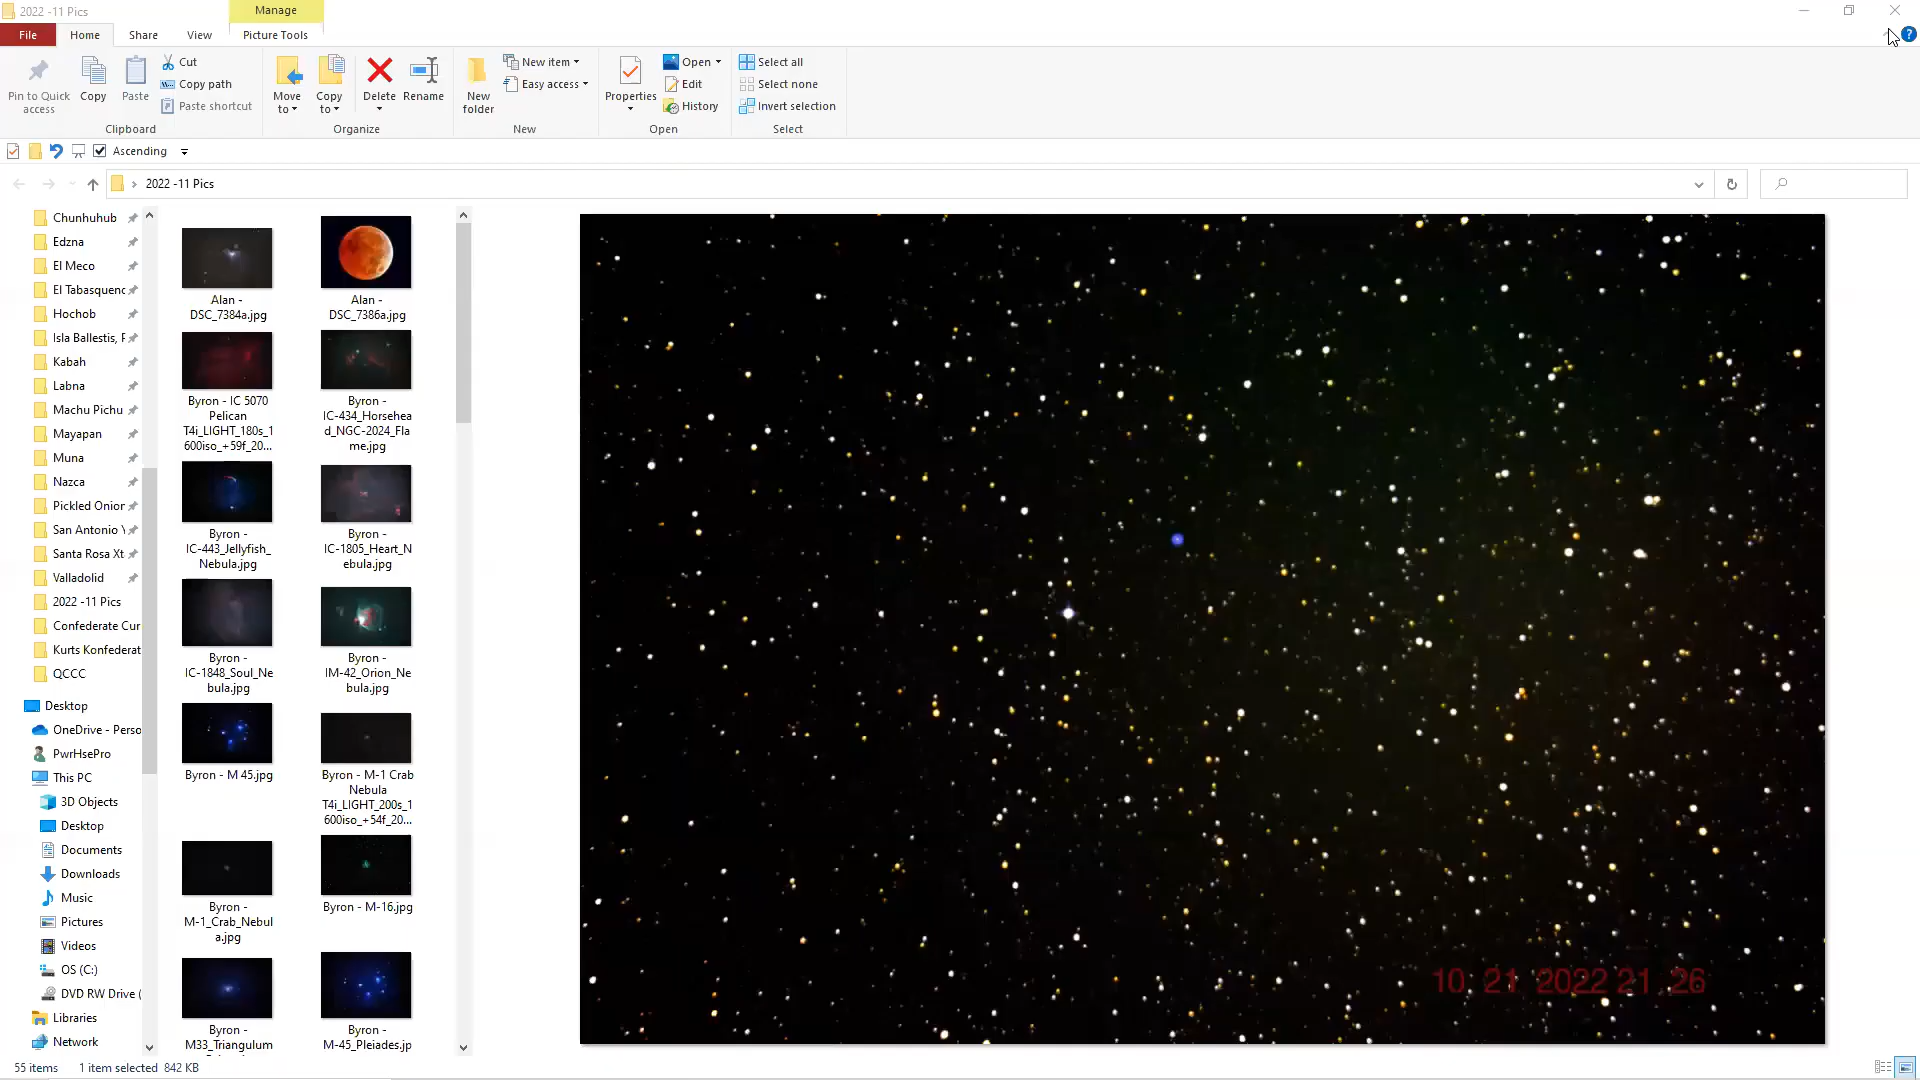 2022 -11 Pics
Manage
File
Home
Share
View
Picture Tools
Pin to Quick
access
Copy
Paste
Cut
Copy path
Paste shortcut
Clipboard
Move
to
Copy
to
Delete
Rename
Organize
New
folder
New item
Easy access
New
Properties
Open
Edit
History
Open
Select all
Select none
Invert selection
Select
Ascending
2022 -11 Pics
Chunhuhub
Edzna
El Meco
El Tabasquenc
Hochob
Isla Ballestis, F
Kabah
Labna
Machu Pichu
Mayapan
Muna
Nazca
Pickled Onior
San Antonio Y
Santa Rosa Xt
Valladolid
2022 -11 Pics
Confederate Cur
Kurts Confederat
QCCC
Desktop
OneDrive - Perso
PwrHsePro
This PC
3D Objects
Desktop
Documents
Downloads
Music
Pictures
Videos
OS (C:)
DVD RW Drive (
Libraries
Network
Alan -
DSC_7384a.jpg
Alan -
DSC_7386a.jpg
Byron - IC 5070
Pelican
T4i_LIGHT_180s_1
600iso_+59f_20...
Byron -
IC-434_Horsehea
d_NGC-2024_Fla
me.jpg
Byron -
IC-443_Jellyfish_
Nebula.jpg
Byron -
IC-1805_Heart_N
ebula.jpg
Byron -
IC-1848_Soul_Ne
bula.jpg
Byron -
IM-42_Orion_Ne
bula.jpg
Byron - M 45.jpg
Byron - M-1 Crab
Nebula
T4i_LIGHT_200s_1
600iso_+54f_20...
Byron -
M-1_Crab_Nebul
a.jpg
Byron - M-16.jpg
Byron -
M33_Triangulum
Byron -
M-45_Pleiades.jp
10 21 2022 21 26
55 items
1 item selected 842 KB